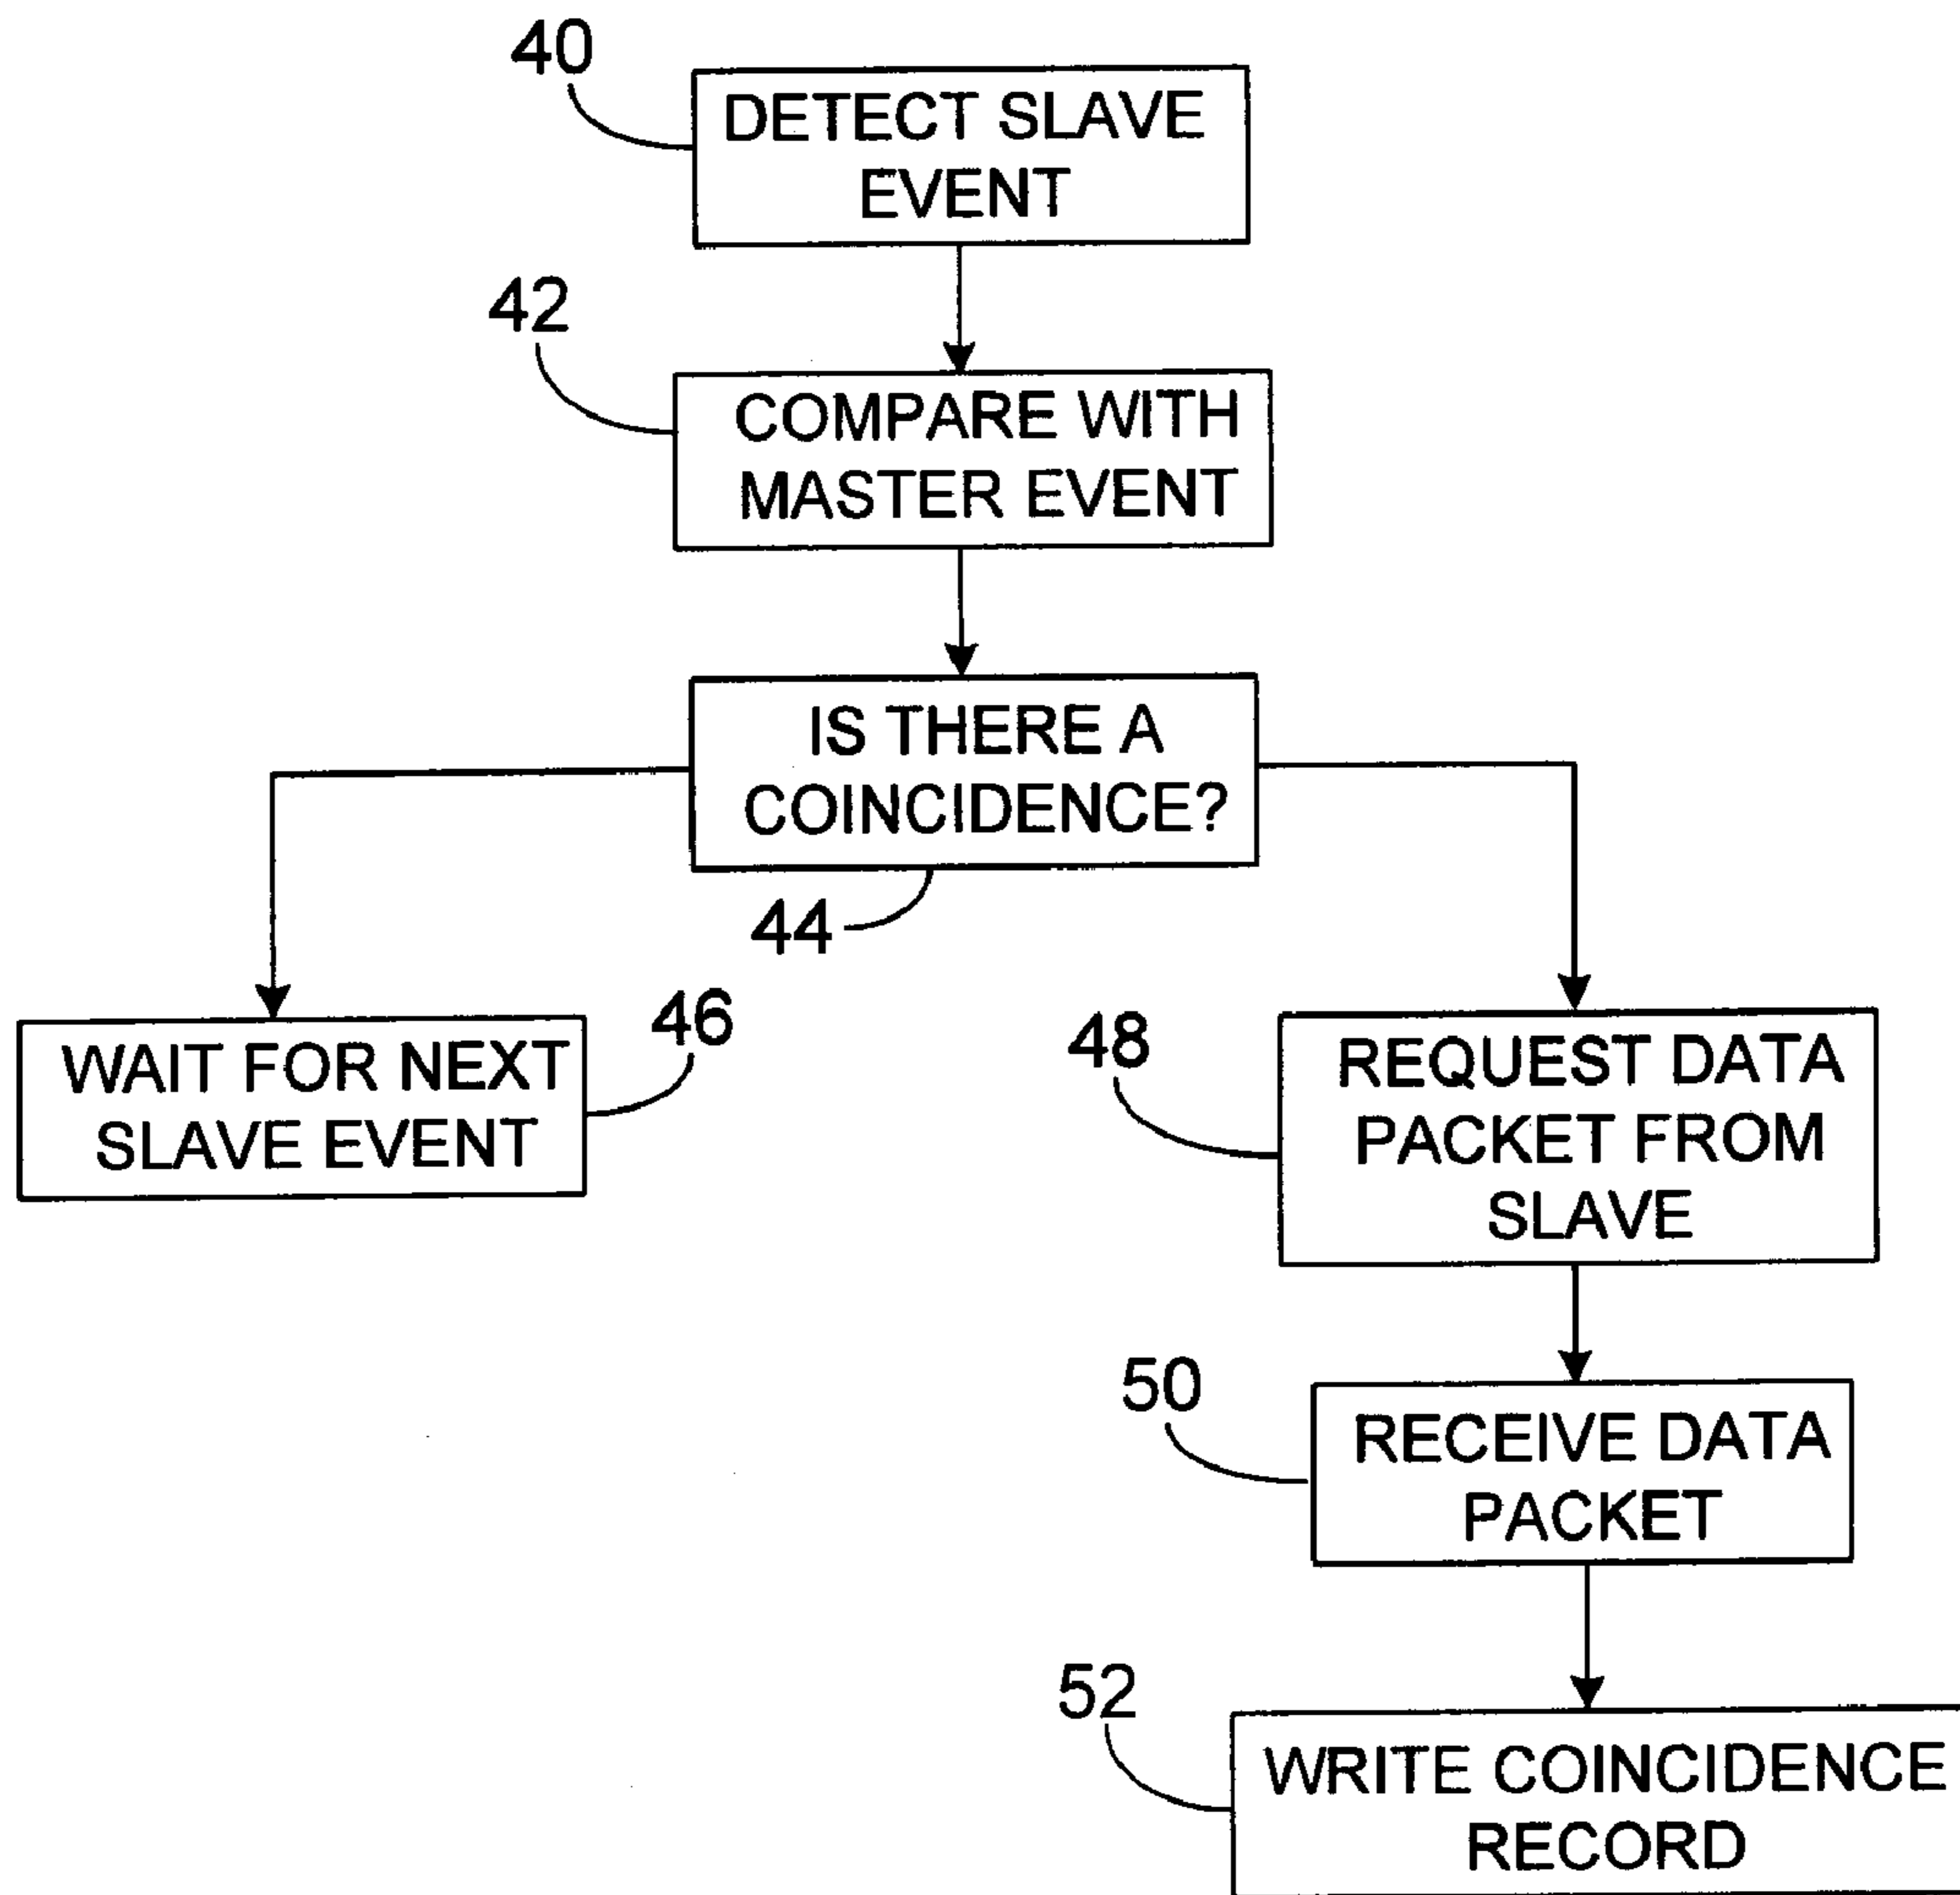 40
DETECT SLAVE
EVENT
42
COMPARE WITH
MASTER EVENT
IS THERE A
COINCIDENCE?
44
WAIT FOR NEXT
SLAVE EVENT
46
48
REQUEST DATA
PACKET FROM
SLAVE
50
RECEIVE DATA
PACKET
52
WRITE COINCIDENCE
RECORD